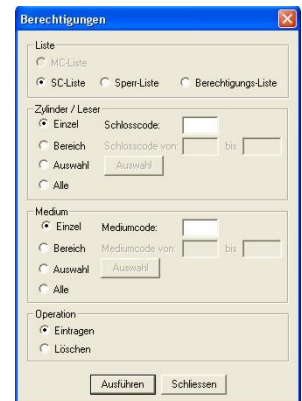 Berechtigungen
Liste
MC-Liste
SC-Liste Sperr-Liste Berechtigungs-Liste
Zylinder / Leser
Einzel Schlosscode:
Bereich Schlosscode von: bis
Auswahl Auswahl
Alle
Medium
Einzel Mediumcode:
Bereich Mediumcode von: bis
Auswahl Auswahl
Alle
Operation
Eintragen
Löschen
Ausführen Schliessen